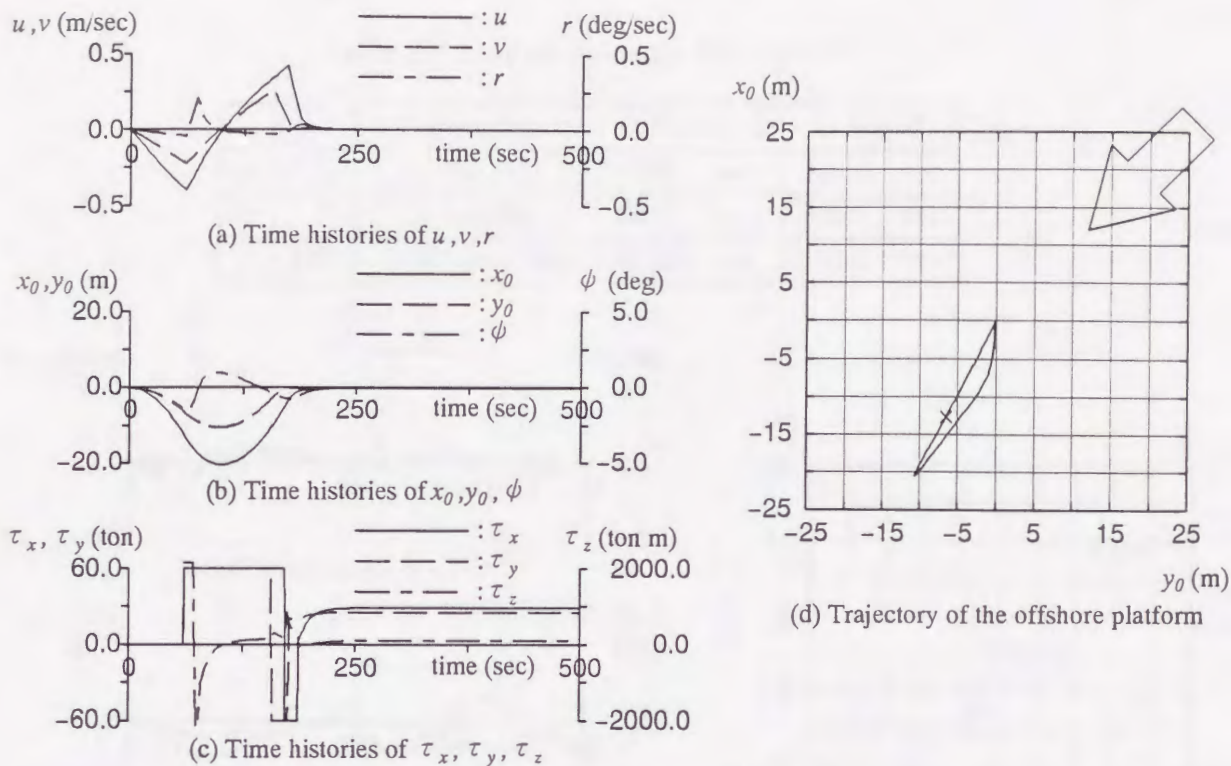 u ,v (m/sec)
: u
: v
: r
r (deg/sec)
0.5
0.0
−0.5
0.5
0.0
−0.5
0
250
500
time (sec)
(a) Time histories of u ,v ,r
x0 ,y0 (m)
: x0
: y0
: ψ
ψ (deg)
20.0
0.0
−20.0
5.0
0.0
−5.0
0
250
500
time (sec)
(b) Time histories of x0 ,y0 , ψ
τx, τy (ton)
: τx
: τy
: τz
τz (ton m)
60.0
0.0
−60.0
2000.0
0.0
−2000.0
0
250
500
time (sec)
(c) Time histories of τx, τy, τz
x0 (m)
25
15
5
−5
−15
−25
−25
−15
−5
5
15
25
y0 (m)
(d) Trajectory of the offshore platform